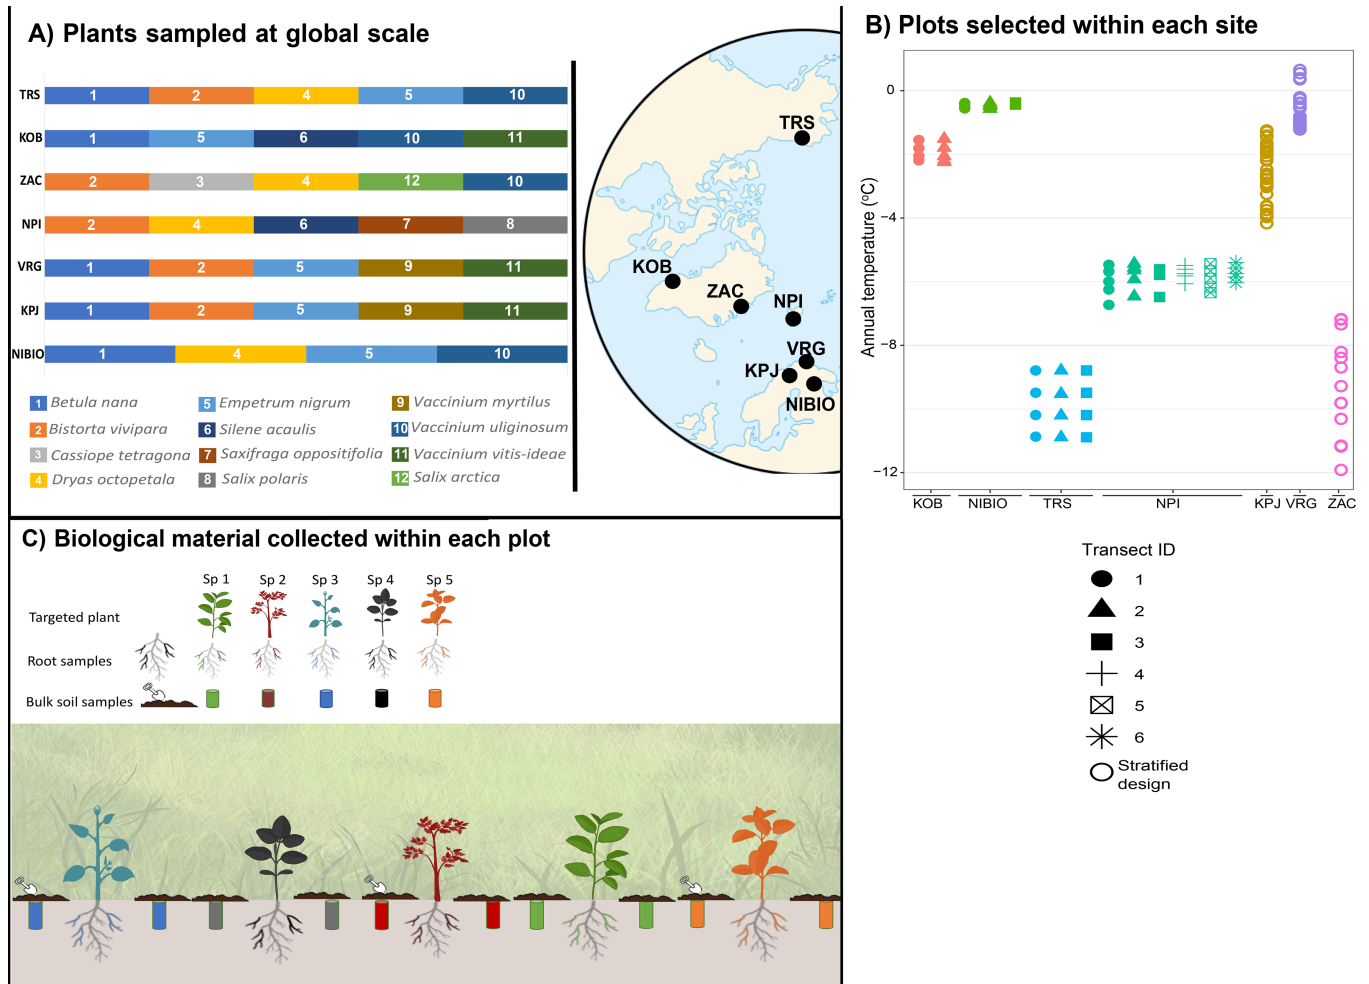 A) Plants sampled at global scale
TRS 1 2 4 5 10
KOB 1 5 6 10 11
ZAC 2 3 4 12 10
NPI 2 4 6 7 8
VRG 1 2 5 9 11
KPJ 1 2 5 9 11
NIBIO 1 4 5 10
1 Betula nana 5 Empetrum nigrum 9 Vaccinium myrtilus
2 Bistorta vivipara 6 Silene acaulis 10 Vaccinium uliginosum
3 Cassiope tetragona 7 Saxifraga oppositifolia 11 Vaccinium vitis-ideae
4 Dryas octopetala 8 Salix polaris 12 Salix arctica
TRS
KOB
ZAC
NPI
VRG
KPJ
NIBIO
B) Plots selected within each site
Annual temperature (°C)
0
−4
−8
−12
KOB NIBIO TRS NPI KPJ VRG ZAC
Transect ID
1
2
3
4
5
6
Stratified
design
C) Biological material collected within each plot
Sp 1 Sp 2 Sp 3 Sp 4 Sp 5
Targeted plant
Root samples
Bulk soil samples